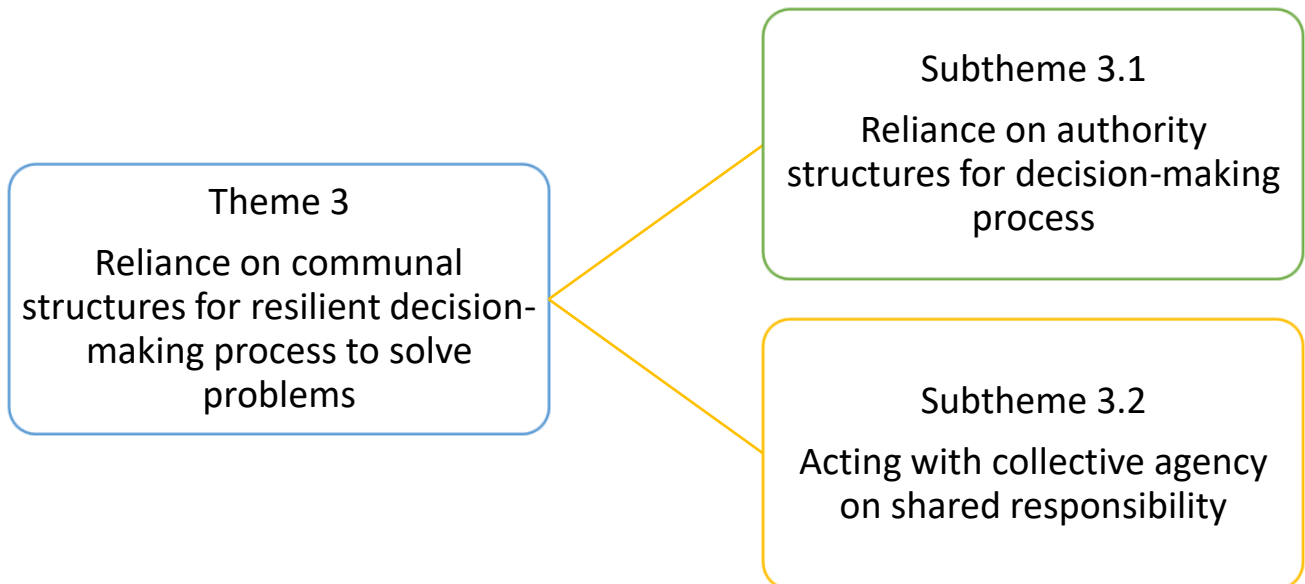 Theme 3
Reliance on communal
structures for resilient decision-
making process to solve
problems
Subtheme 3.1
Reliance on authority
structures for decision-making
process
Subtheme 3.2
Acting with collective agency
on shared responsibility